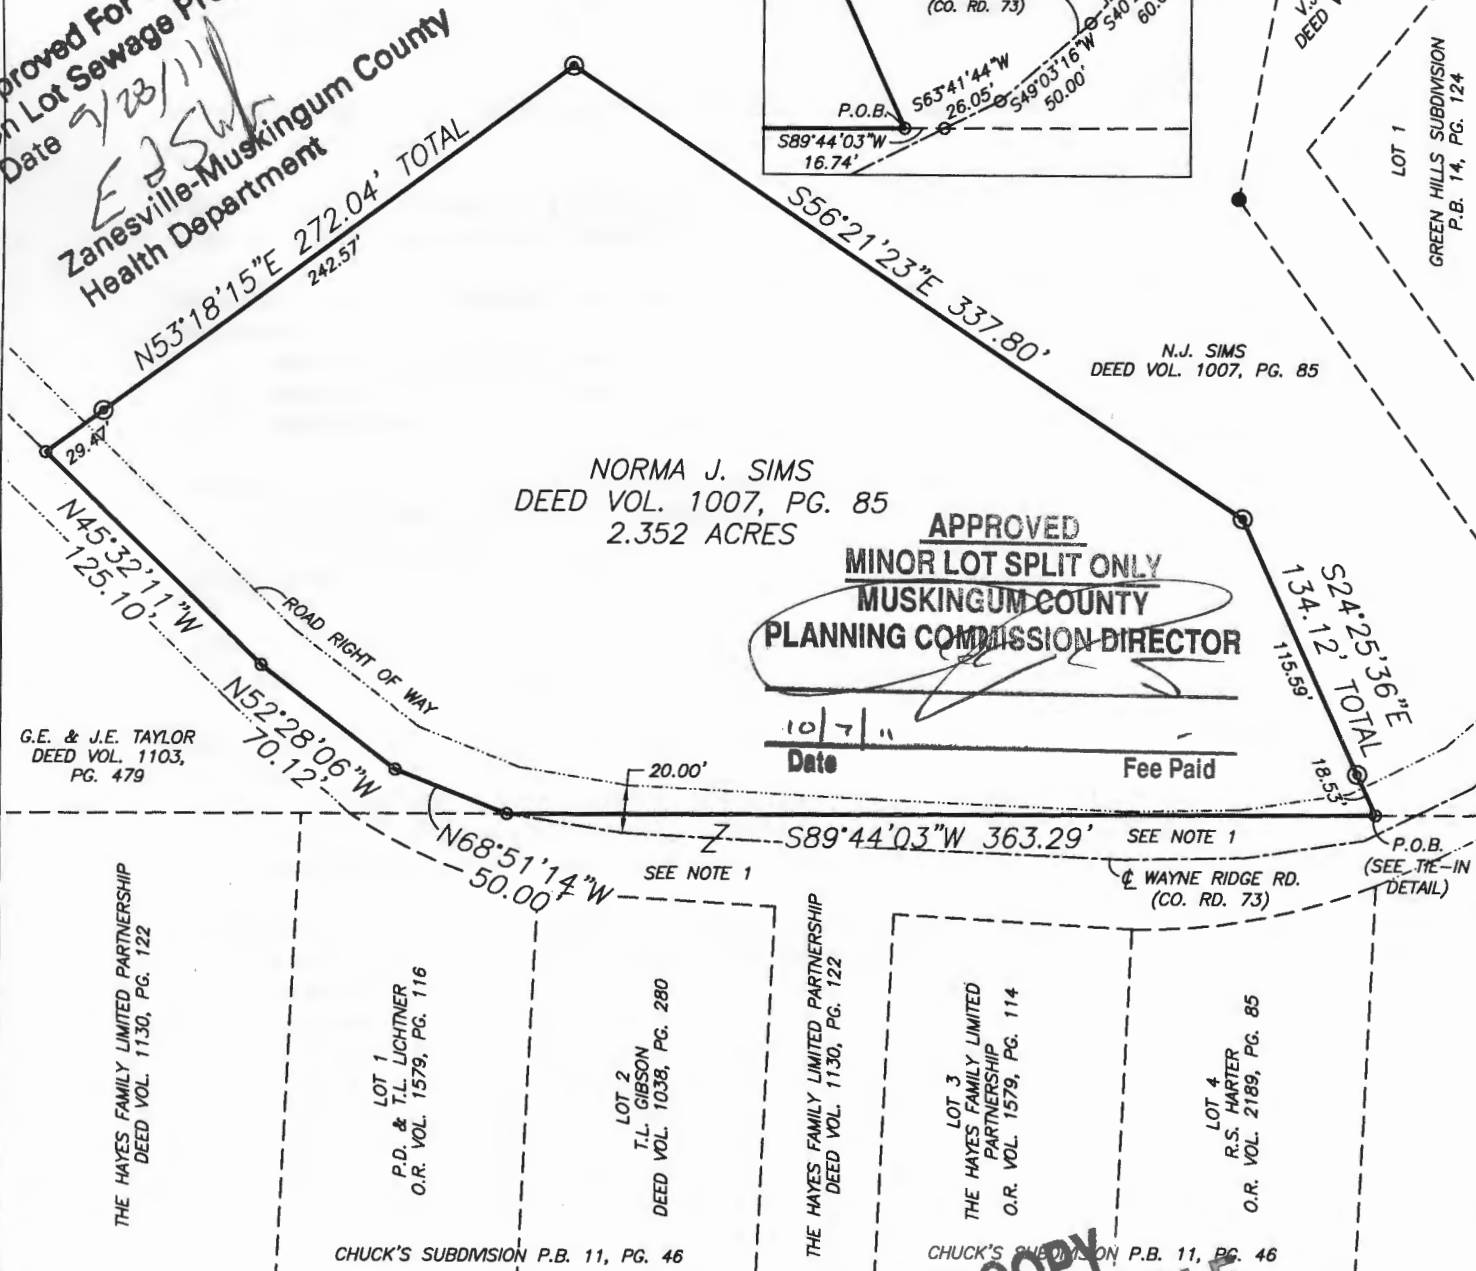 proved For
n Lot Sewage Pro
Date 9/28/11
Zanesville-Muskingum County
Health Department
(CO. RD. 73)
S40
60.0
S63°41'44"W
26.05'
S49°03'16"W
50.00'
P.O.B.
S89°44'03"W
16.74'
DEED V
LOT 1
GREEN HILLS SUBDIVISION
P.B. 14, PG. 124
N53°18'15"E 272.04' TOTAL
242.57'
29.47'
S56°21'23"E 337.80'
N.J. SIMS
DEED VOL. 1007, PG. 85
NORMA J. SIMS
DEED VOL. 1007, PG. 85
2.352 ACRES
APPROVED
MINOR LOT SPLIT ONLY
MUSKINGUM COUNTY
PLANNING COMMISSION DIRECTOR
10/7/11
Date
Fee Paid
S24°25'36"E
134.12' TOTAL
115.59'
18.53'
N45°32'11"W
125.10'
ROAD RIGHT OF WAY
N52°28'06"W
70.12'
G.E. & J.E. TAYLOR
DEED VOL. 1103,
PG. 479
20.00'
N68°51'14"W
50.00'
Z
S89°44'03"W 363.29'
SEE NOTE 1
SEE NOTE 1
P.O.B.
(SEE TIE-IN
DETAIL)
℄ WAYNE RIDGE RD.
(CO. RD. 73)
THE HAYES FAMILY LIMITED PARTNERSHIP
DEED VOL. 1130, PG. 122
LOT 1
P.D. & T.L. LICHTNER
O.R. VOL. 1579, PG. 116
LOT 2
T.L. GIBSON
DEED VOL. 1038, PG. 280
THE HAYES FAMILY LIMITED PARTNERSHIP
DEED VOL. 1130, PG. 122
LOT 3
THE HAYES FAMILY LIMITED
PARTNERSHIP
O.R. VOL. 1579, PG. 114
LOT 4
R.S. HARTER
O.R. VOL. 2189, PG. 85
CHUCK'S SUBDIVISION P.B. 11, PG. 46
CHUCK'S SUBDIVISION P.B. 11, PG. 46
COPY